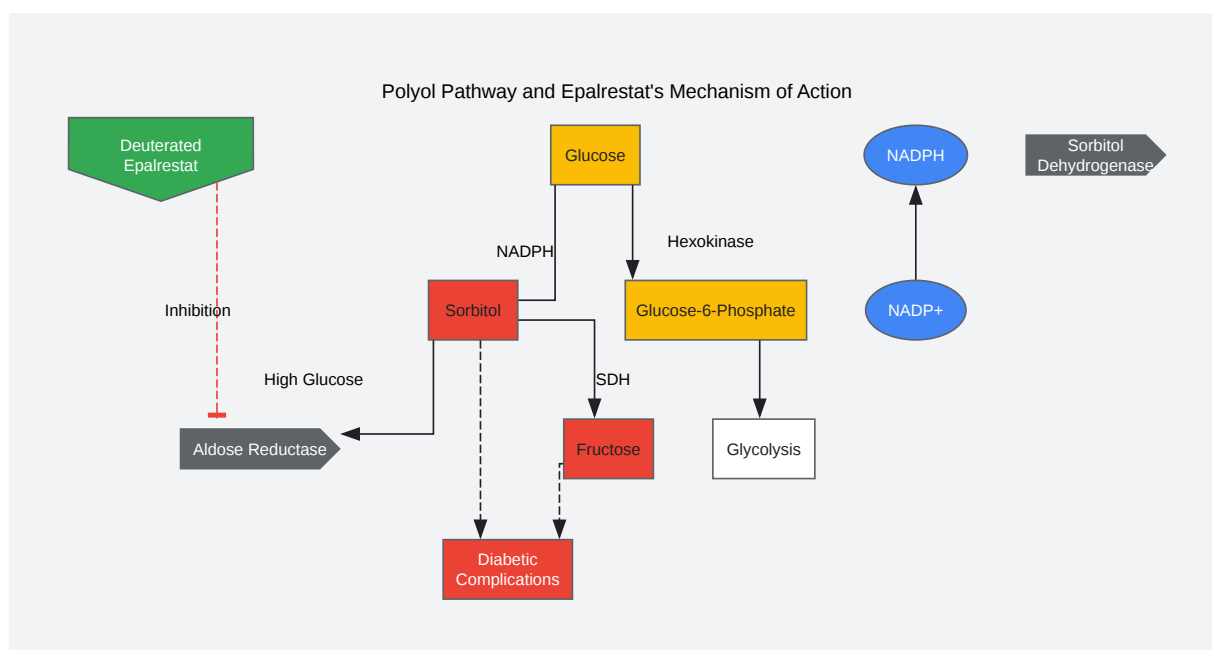 Polyol Pathway and Epalrestat's Mechanism of Action
Deuterated
Epalrestat
Glucose
NADPH
Sorbitol
Dehydrogenase
NADPH
Hexokinase
Inhibition
Sorbitol
Glucose-6-Phosphate
NADP+
High Glucose
SDH
Aldose Reductase
Fructose
Glycolysis
Diabetic
Complications